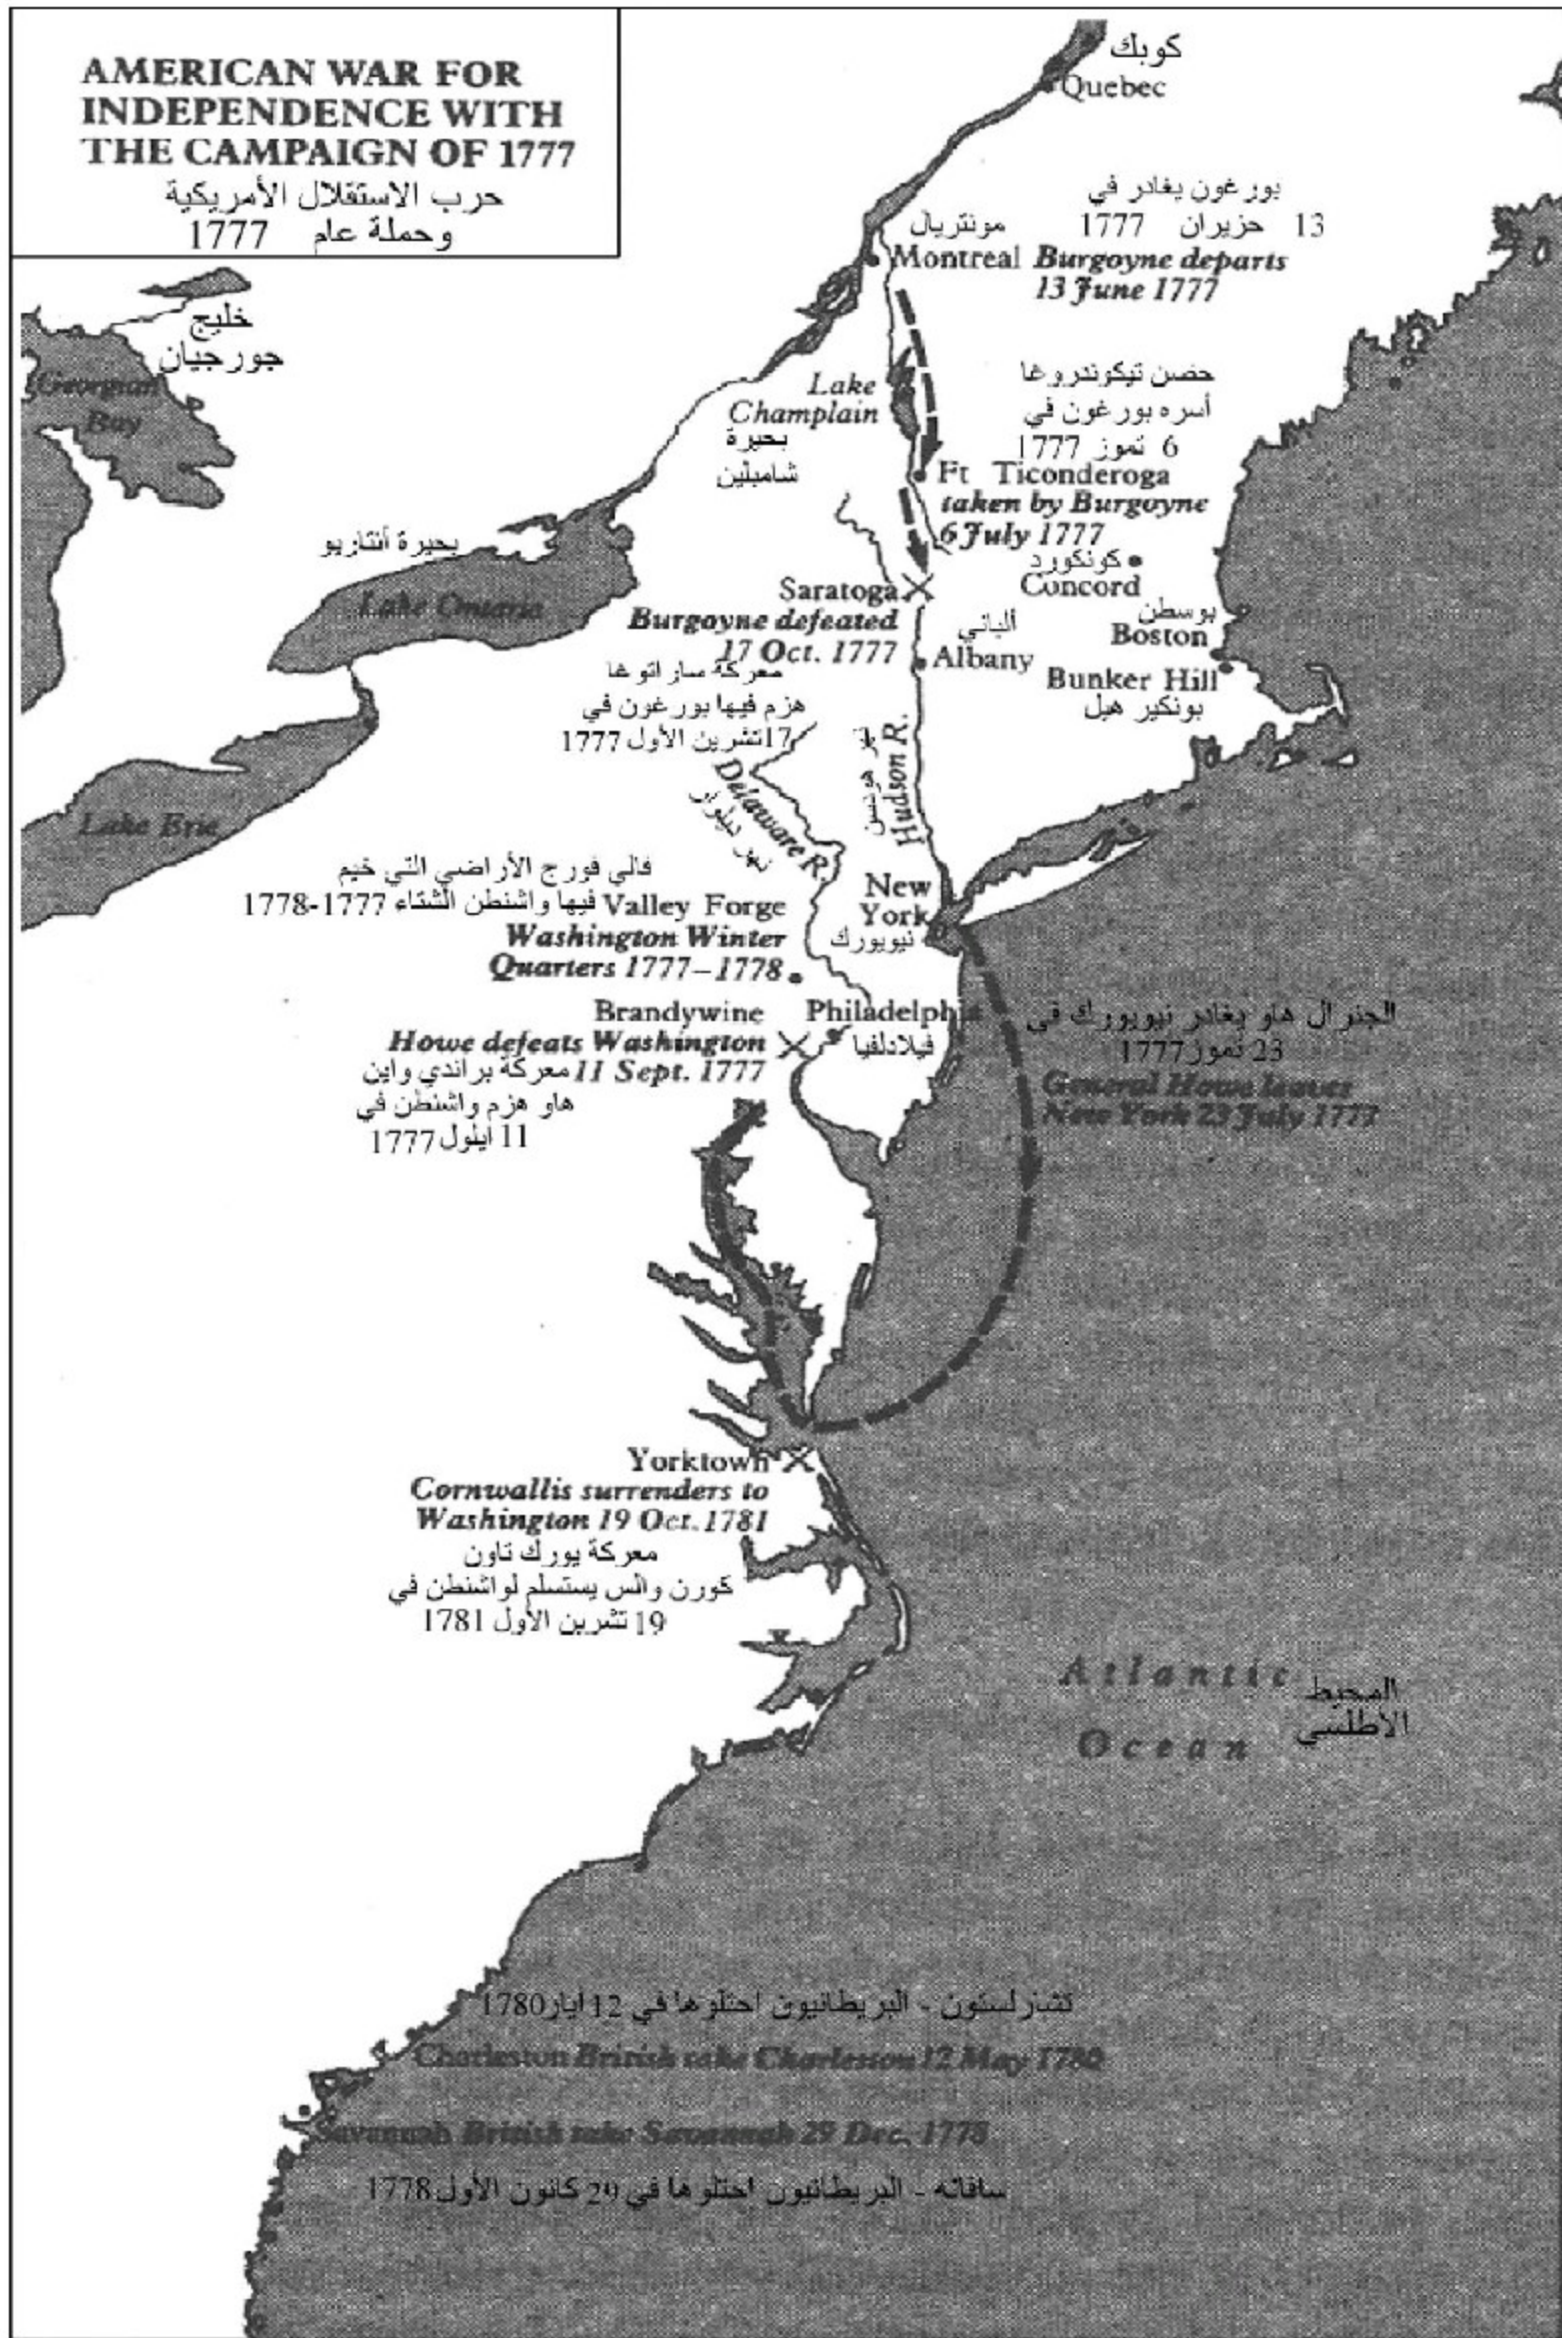 AMERICAN WAR FOR
INDEPENDENCE WITH
THE CAMPAIGN OF 1777
حرب الاستقلال الأمريكية
وحملة عام 1777
كوبك
Quebec
بورغون يغادر في
13 حزيران 1777
مونتريال
Montreal
Burgoyne departs
13 June 1777
خليج
جورجيان
Georgian
Bay
Lake
Champlain
بحيرة
شامبلين
حصن تيكوندروغا
أسره بورغون في
6 تموز 1777
Ft Ticonderoga
taken by Burgoyne
6 July 1777
بحيرة أنتاريو
Lake Ontario
كونكورد
Concord
Saratoga
Burgoyne defeated
17 Oct. 1777
معركة ساراتوغا
هزم فيها بورغون في
17 تشرين الأول 1777
ألباني
Albany
بوسطن
Boston
Bunker Hill
بونكير هيل
نهر هودسن
Hudson R.
Delaware R.
نهر ديلاوار
Lake Erie
فالي فورج الأراضي التي خيم
فيها واشنطن الشتاء 1777-1778
Valley Forge
Washington Winter
Quarters 1777–1778
New
York
نيويورك
Brandywine
Howe defeats Washington
11 Sept. 1777
معركة براندي واين
هاو هزم واشنطن في
11 ايلول 1777
Philadelphia
فيلادلفيا
الجنرال هاو يغادر نيويورك في
23 تموز 1777
General Howe leaves
New York 23 July 1777
Yorktown
Cornwallis surrenders to
Washington 19 Oct. 1781
معركة يورك تاون
كورن والس يستسلم لواشنطن في
19 تشرين الأول 1781
Atlantic
Ocean
المحيط
الأطلسي
تشارلستون - البريطانيون احتلوها في 12 ايار 1780
Charleston British take Charleston 12 May 1780
Savannah British take Savannah 29 Dec. 1778
سافانه - البريطانيون احتلوها في 29 كانون الأول 1778